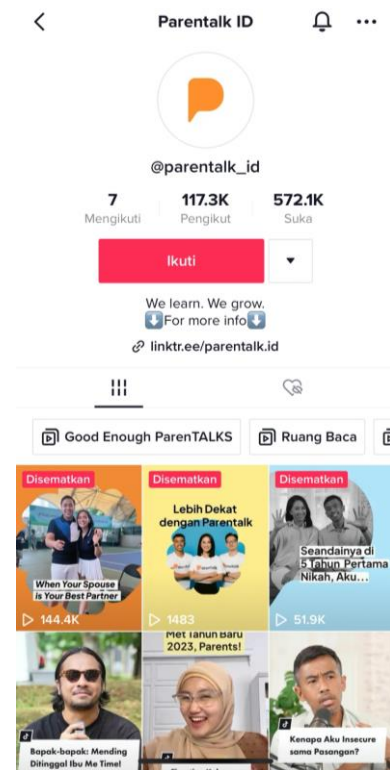 Parentalk ID
@parentalk_id
7
Mengikuti
117.3K
Pengikut
572.1K
Suka
Ikuti
We learn. We grow.
⬇️For more info⬇️
linktr.ee/parentalk.id
Good Enough ParenTALKS
Ruang Baca
Disematkan
When Your Spouse
is Your Best Partner
144.4K
Disematkan
Lebih Dekat
dengan Parentalk
1483
Disematkan
Seandainya di
5 Tahun Pertama
Nikah, Aku...
51.9K
Bapak-bapak: Mending
Ditinggal Ibu Me Time!
Met Tahun Baru
2023, Parents!
Kenapa Aku Insecure
sama Pasangan?